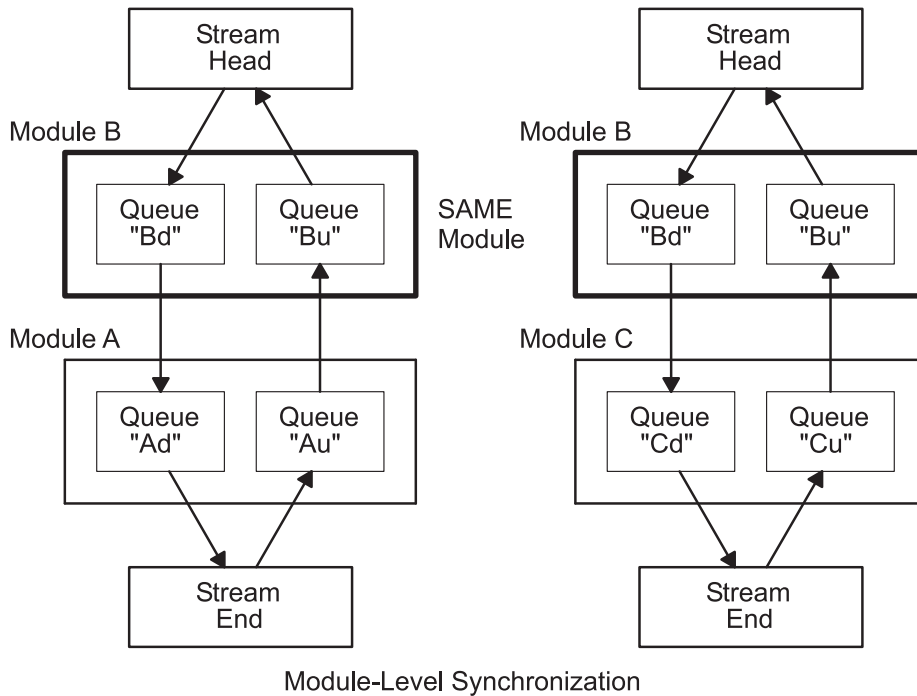 Stream
Head
Module B
Queue
"Bd"
Queue
"Bu"
Module A
Queue
"Ad"
Queue
"Au"
Stream
End
SAME
Module
Stream
Head
Module B
Queue
"Bd"
Queue
"Bu"
Module C
Queue
"Cd"
Queue
"Cu"
Stream
End
Module-Level Synchronization